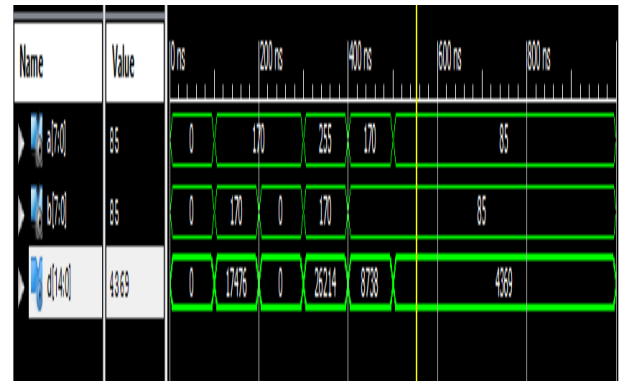 Name Value 0 ns 200 ns 400 ns 600 ns 800 ns
a[7:0] 85 0 170 255 170 85
b[7:0] 85 0 170 0 170 85
d[14:0] 4369 0 17476 0 26214 8738 4369